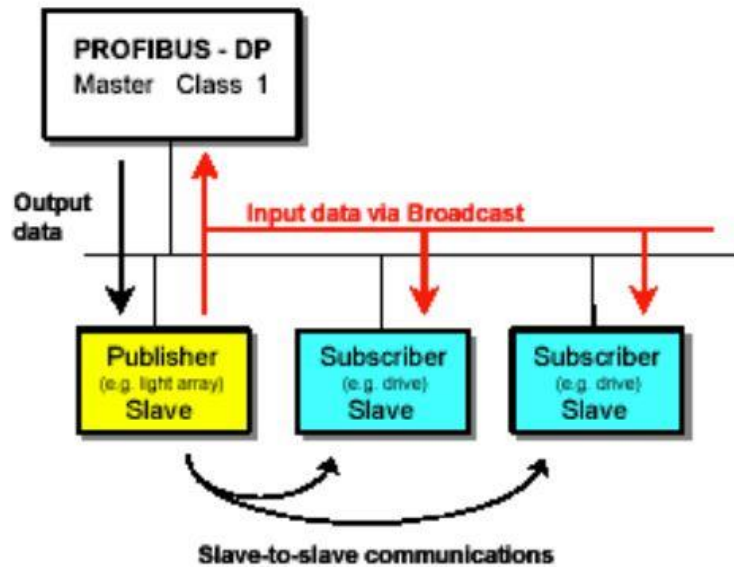 PROFIBUS - DP
Master Class 1
Output
data
Input data via Broadcast
Publisher
(e.g. light array)
Slave
Subscriber
(e.g. drive)
Slave
Subscriber
(e.g. drive)
Slave
Slave-to-slave communications